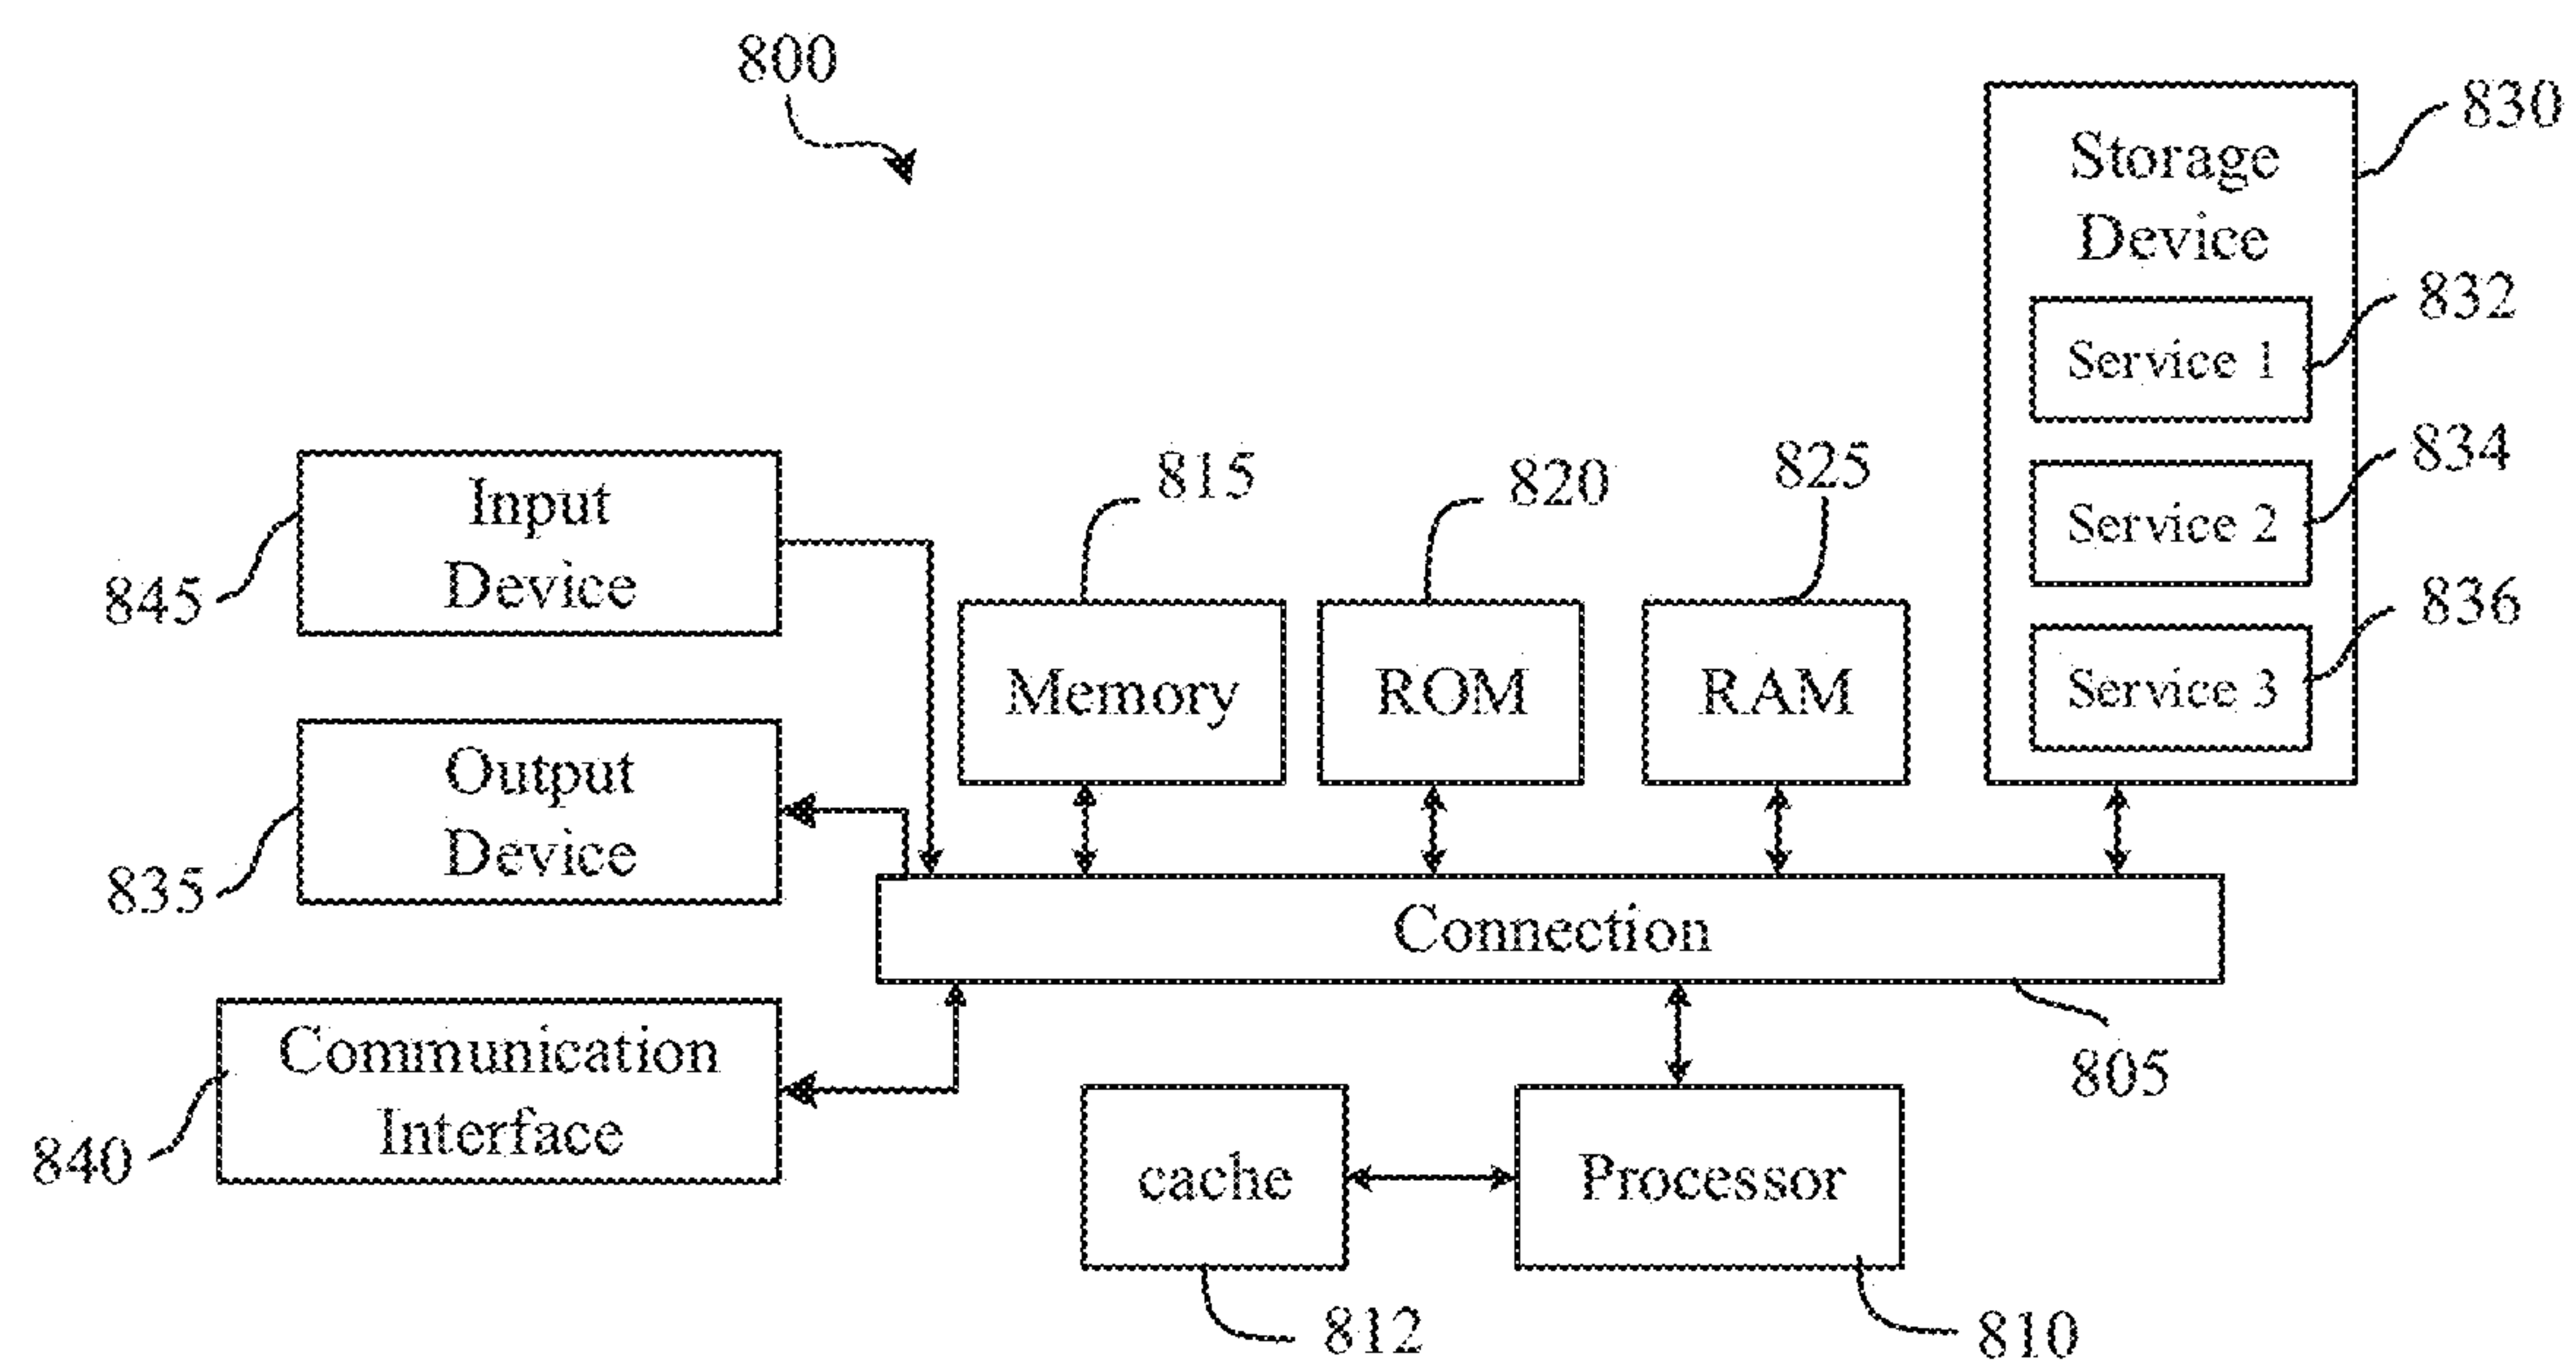 800
830
Storage
Device
832
Service 1
834
Service 2
836
Service 3
845
Input
Device
815
820
825
Memory
ROM
RAM
835
Output
Device
Connection
805
840
Communication
Interface
cache
Processor
812
810